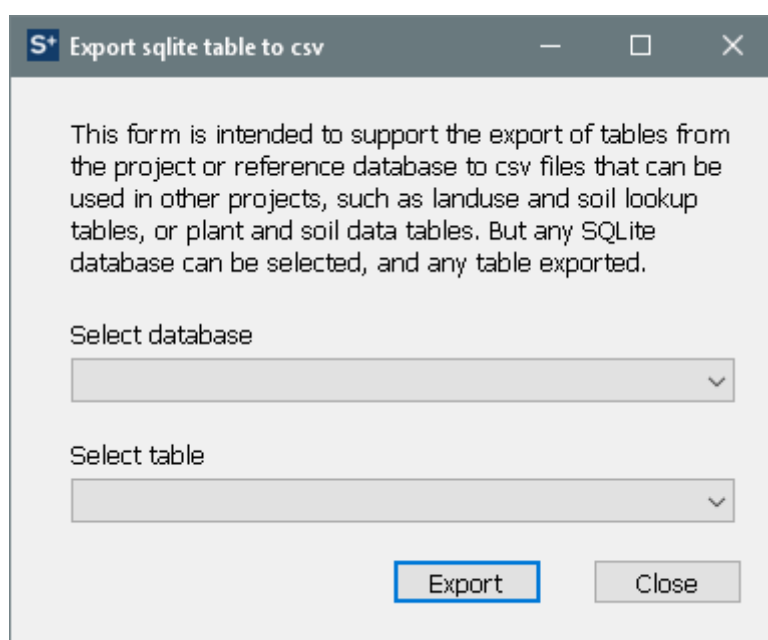 S+ Export sqlite table to csv
This form is intended to support the export of tables from
the project or reference database to csv files that can be
used in other projects, such as landuse and soil lookup
tables, or plant and soil data tables. But any SQLite
database can be selected, and any table exported.
Select database
Select table
Export Close